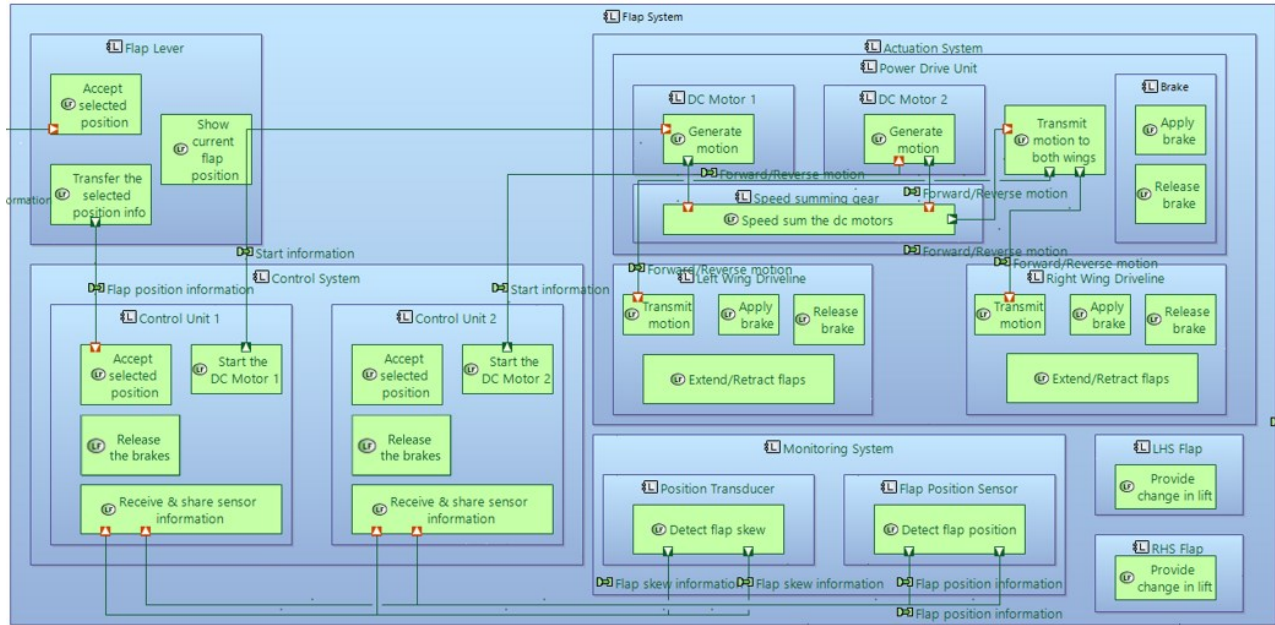 Flap System
Flap Lever
Accept
selected
position
Show
current
flap
position
Transfer the
selected
position info
ormation
Start information
Actuation System
Power Drive Unit
DC Motor 1
Generate
motion
DC Motor 2
Generate
motion
Transmit
motion to
both wings
Brake
Apply
brake
Release
brake
Forward/Reverse motion
Forward/Reverse motion
Speed summing gear
Speed sum the dc motors
Forward/Reverse motion
Forward/Reverse motion
Forward/Reverse motion
Control System
Flap position information
Start information
Control Unit 1
Accept
selected
position
Start the
DC Motor 1
Release
the brakes
Receive & share sensor
information
Control Unit 2
Accept
selected
position
Start the
DC Motor 2
Release
the brakes
Receive & share sensor
information
Left Wing Driveline
Transmit
motion
Apply
brake
Release
brake
Extend/Retract flaps
Right Wing Driveline
Transmit
motion
Apply
brake
Release
brake
Extend/Retract flaps
Monitoring System
Position Transducer
Detect flap skew
Flap Position Sensor
Detect flap position
Flap skew information
Flap skew information
Flap position information
Flap position information
LHS Flap
Provide
change in lift
RHS Flap
Provide
change in lift